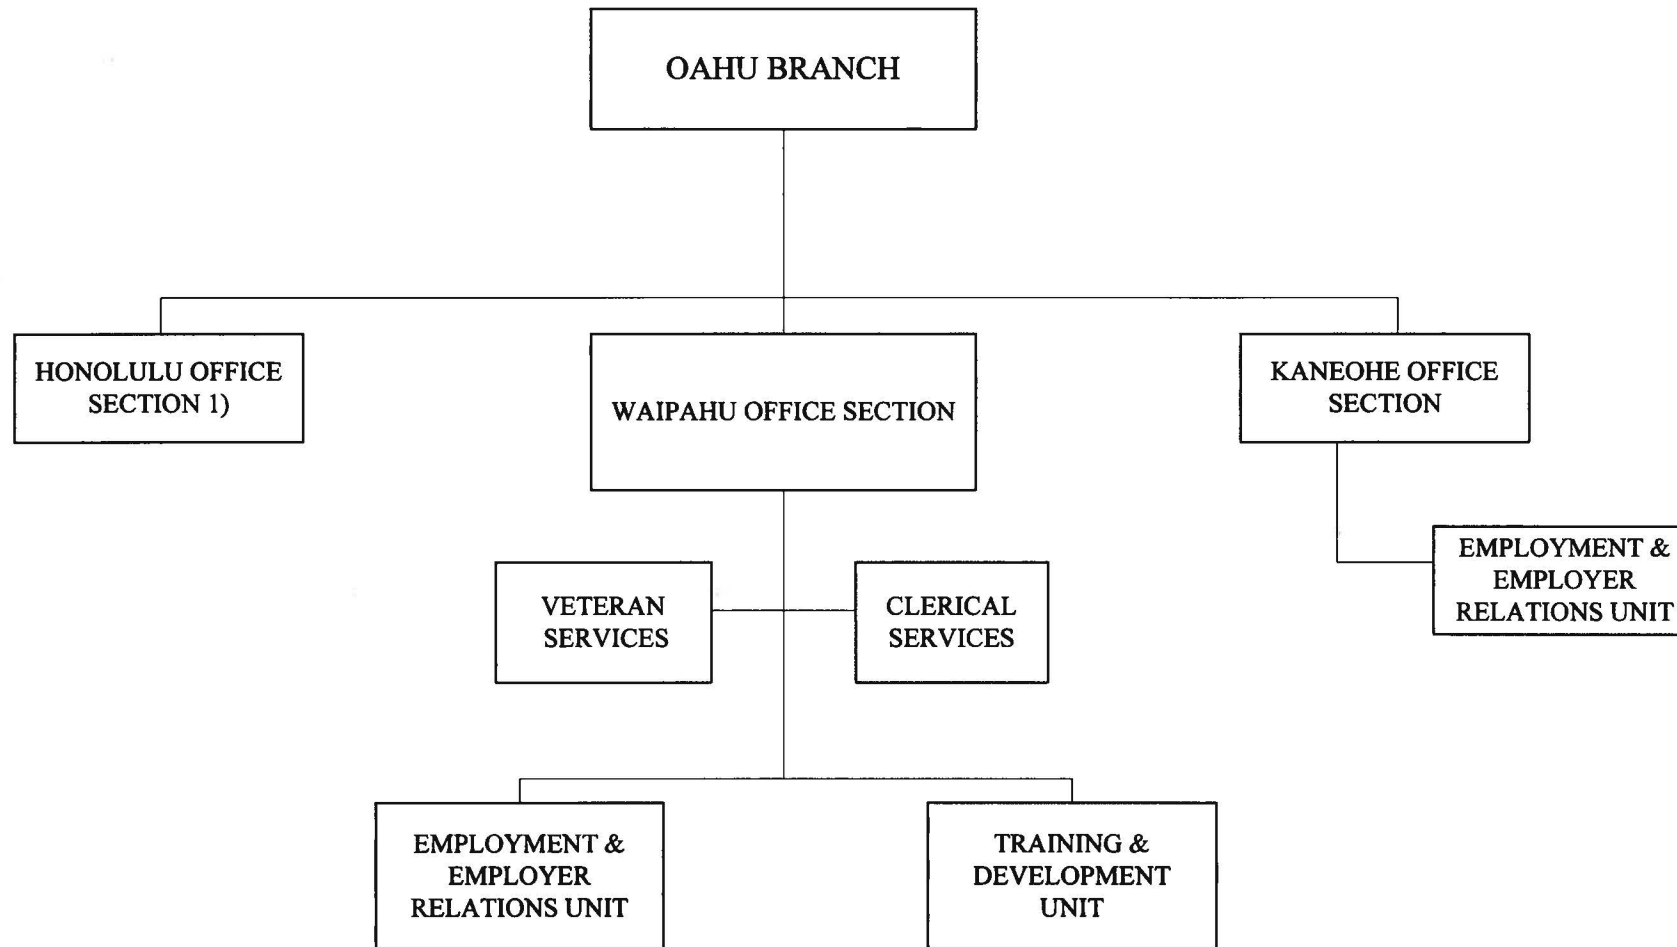 OAHU BRANCH
HONOLULU OFFICE
SECTION 1)
WAIPAHU OFFICE SECTION
KANEOHE OFFICE
SECTION
EMPLOYMENT &
EMPLOYER
RELATIONS UNIT
VETERAN
SERVICES
CLERICAL
SERVICES
EMPLOYMENT &
EMPLOYER
RELATIONS UNIT
TRAINING &
DEVELOPMENT
UNIT